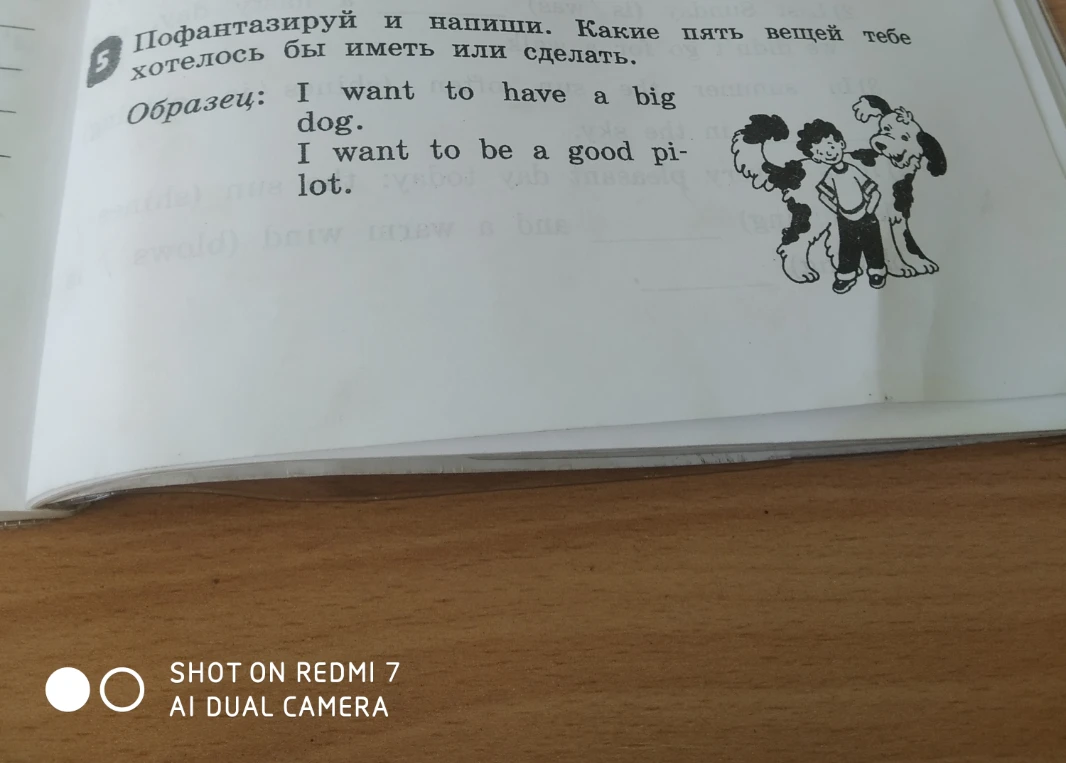 5 Пофантазируй и напиши. Какие пять вещей тебе
хотелось бы иметь или сделать.
Образец: I want to have a big
dog.
I want to be a good pi-
lot.
SHOT ON REDMI 7
AI DUAL CAMERA